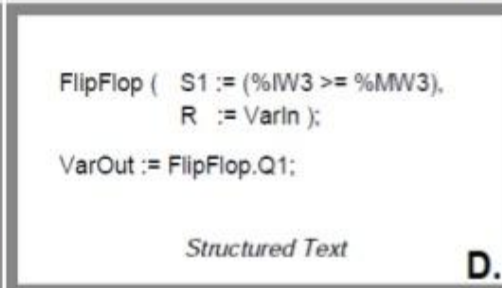 FlipFlop ( S1 := (%IW3 >= %MW3),
R := VarIn );
VarOut := FlipFlop.Q1;
Structured Text
D.